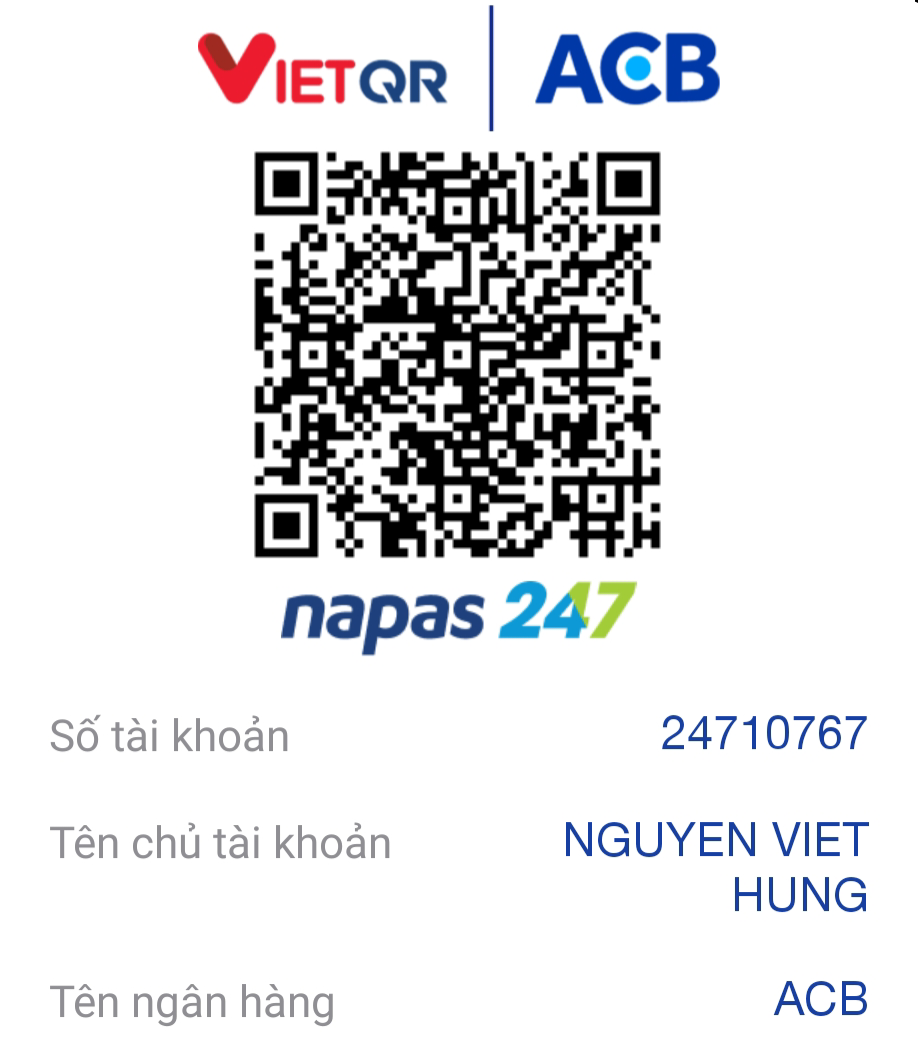 VIETQR ACB
napas 247
Số tài khoản 24710767
Tên chủ tài khoản NGUYEN VIET
HUNG
Tên ngân hàng ACB